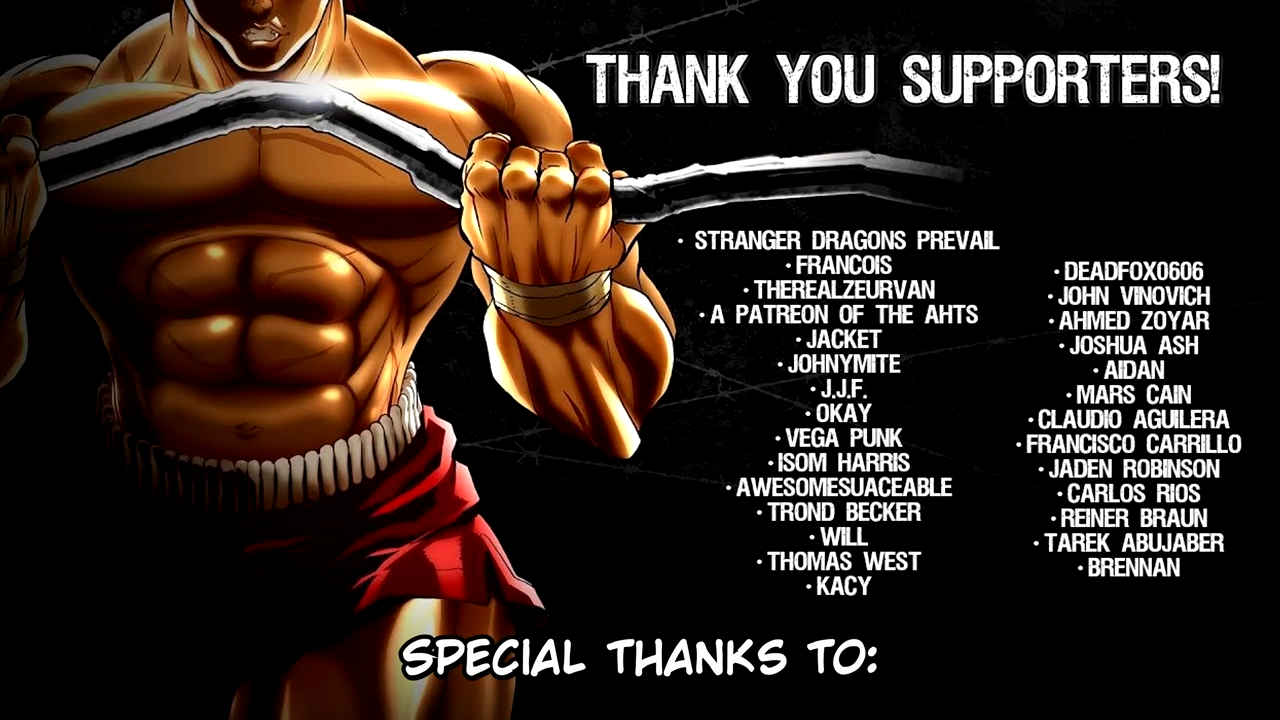 THANK YOU SUPPORTERS!
· STRANGER DRAGONS PREVAIL
· FRANCOIS
· THEREALZEURVAN
· A PATREON OF THE AHTS
· JACKET
· JOHNYMITE
· J.J.F.
· OKAY
· VEGA PUNK
· ISOM HARRIS
· AWESOMESUACEABLE
· TROND BECKER
· WILL
· THOMAS WEST
· KACY
· DEADFOX0606
· JOHN VINOVICH
· AHMED ZOYAR
· JOSHUA ASH
· AIDAN
· MARS CAIN
· CLAUDIO AGUILERA
· FRANCISCO CARRILLO
· JADEN ROBINSON
· CARLOS RIOS
· REINER BRAUN
· TAREK ABUJABER
· BRENNAN
SPECIAL THANKS TO: